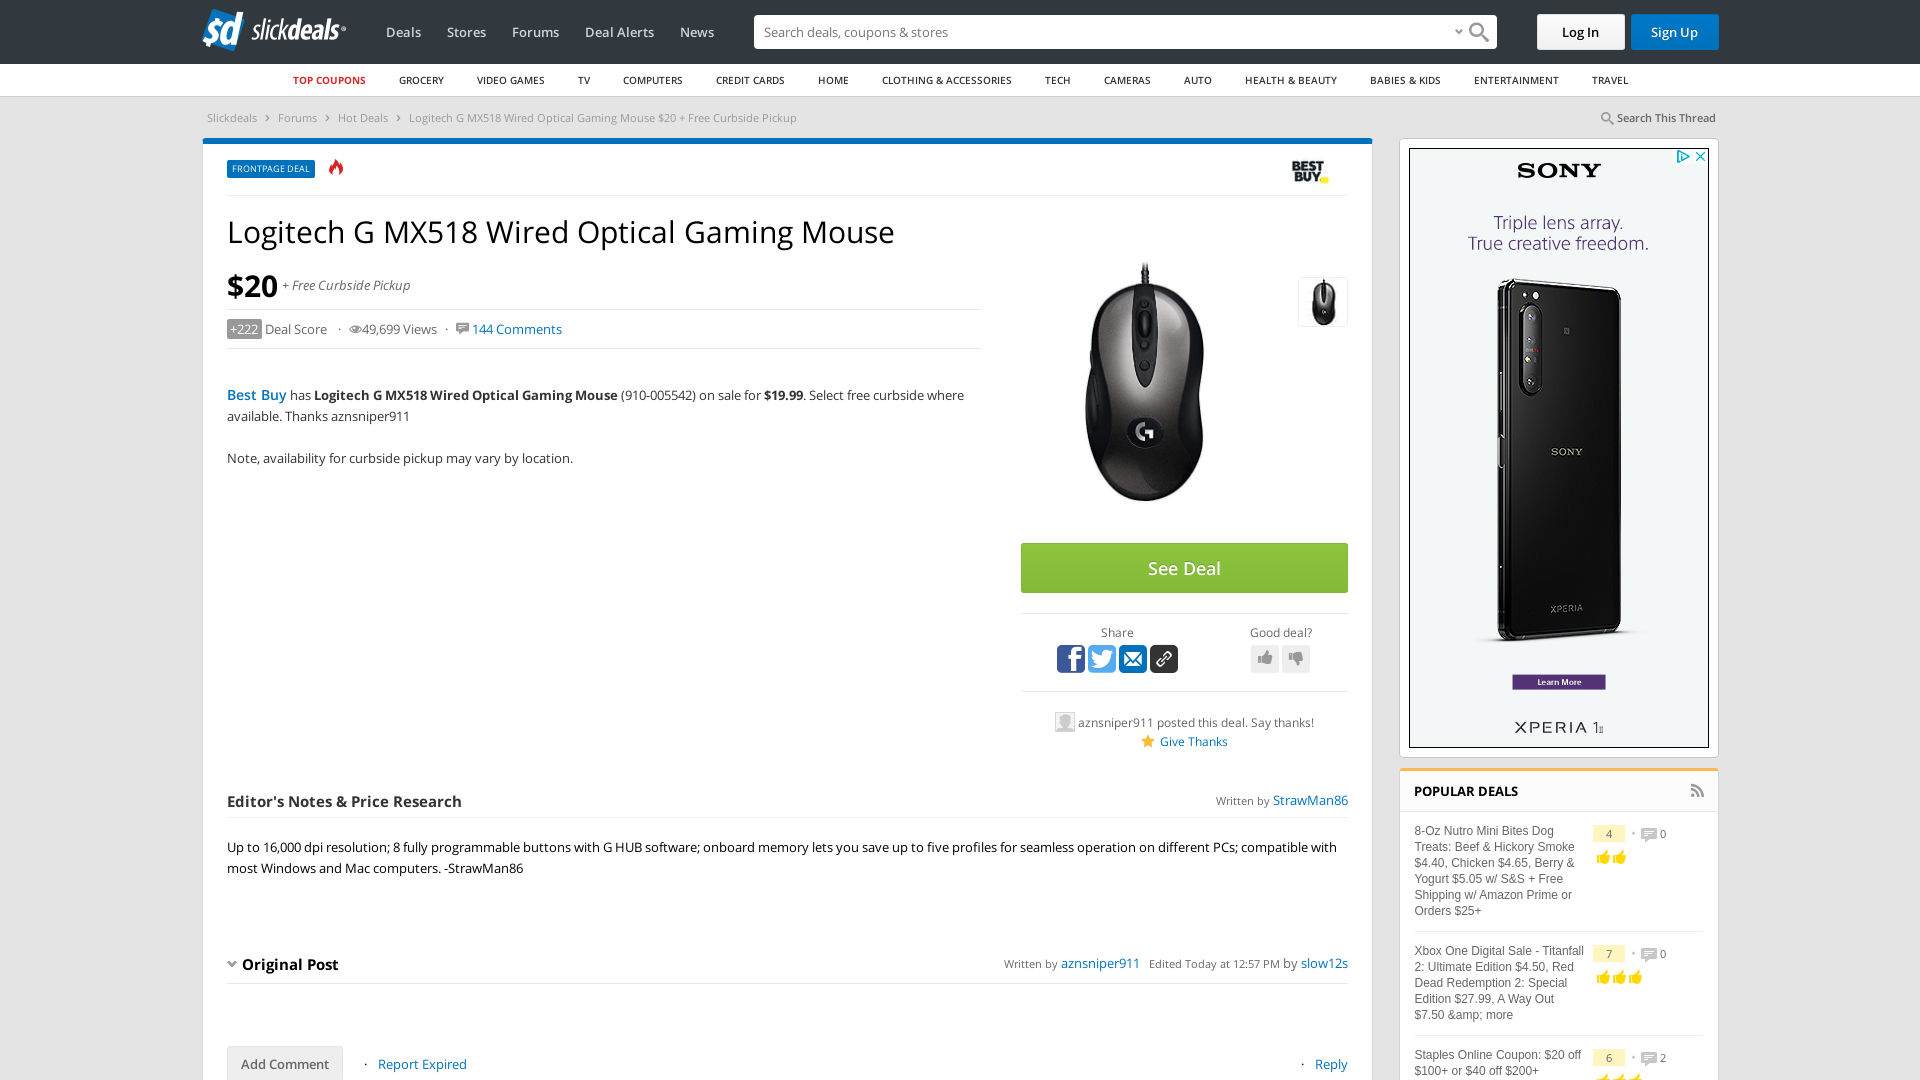 sd slickdeals
Deals
Stores
Forums
Deal Alerts
News
Search deals, coupons & stores
Log In
Sign Up
TOP COUPONS
GROCERY
VIDEO GAMES
TV
COMPUTERS
CREDIT CARDS
HOME
CLOTHING & ACCESSORIES
TECH
CAMERAS
AUTO
HEALTH & BEAUTY
BABIES & KIDS
ENTERTAINMENT
TRAVEL
Slickdeals › Forums › Hot Deals › Logitech G MX518 Wired Optical Gaming Mouse $20 + Free Curbside Pickup
Search This Thread
FRONTPAGE DEAL
BEST
BUY
Logitech G MX518 Wired Optical Gaming Mouse
$20 + Free Curbside Pickup
+222 Deal Score · 49,699 Views · 144 Comments
Best Buy has Logitech G MX518 Wired Optical Gaming Mouse (910-005542) on sale for $19.99. Select free curbside where
available. Thanks aznsniper911
Note, availability for curbside pickup may vary by location.
G
See Deal
Share
Good deal?
aznsniper911 posted this deal. Say thanks!
Give Thanks
Editor's Notes & Price Research
Written by StrawMan86
Up to 16,000 dpi resolution; 8 fully programmable buttons with G HUB software; onboard memory lets you save up to five profiles for seamless operation on different PCs; compatible with
most Windows and Mac computers. -StrawMan86
Original Post
Written by aznsniper911 Edited Today at 12:57 PM by slow12s
Add Comment
· Report Expired
· Reply
SONY
Triple lens array.
True creative freedom.
SONY
XPERIA
Learn More
XPERIA 1 II
POPULAR DEALS
8-Oz Nutro Mini Bites Dog
Treats: Beef & Hickory Smoke
$4.40, Chicken $4.65, Berry &
Yogurt $5.05 w/ S&S + Free
Shipping w/ Amazon Prime or
Orders $25+
4 • 0
Xbox One Digital Sale - Titanfall
2: Ultimate Edition $4.50, Red
Dead Redemption 2: Special
Edition $27.99, A Way Out
$7.50 &amp; more
7 • 0
Staples Online Coupon: $20 off
$100+ or $40 off $200+
6 • 2